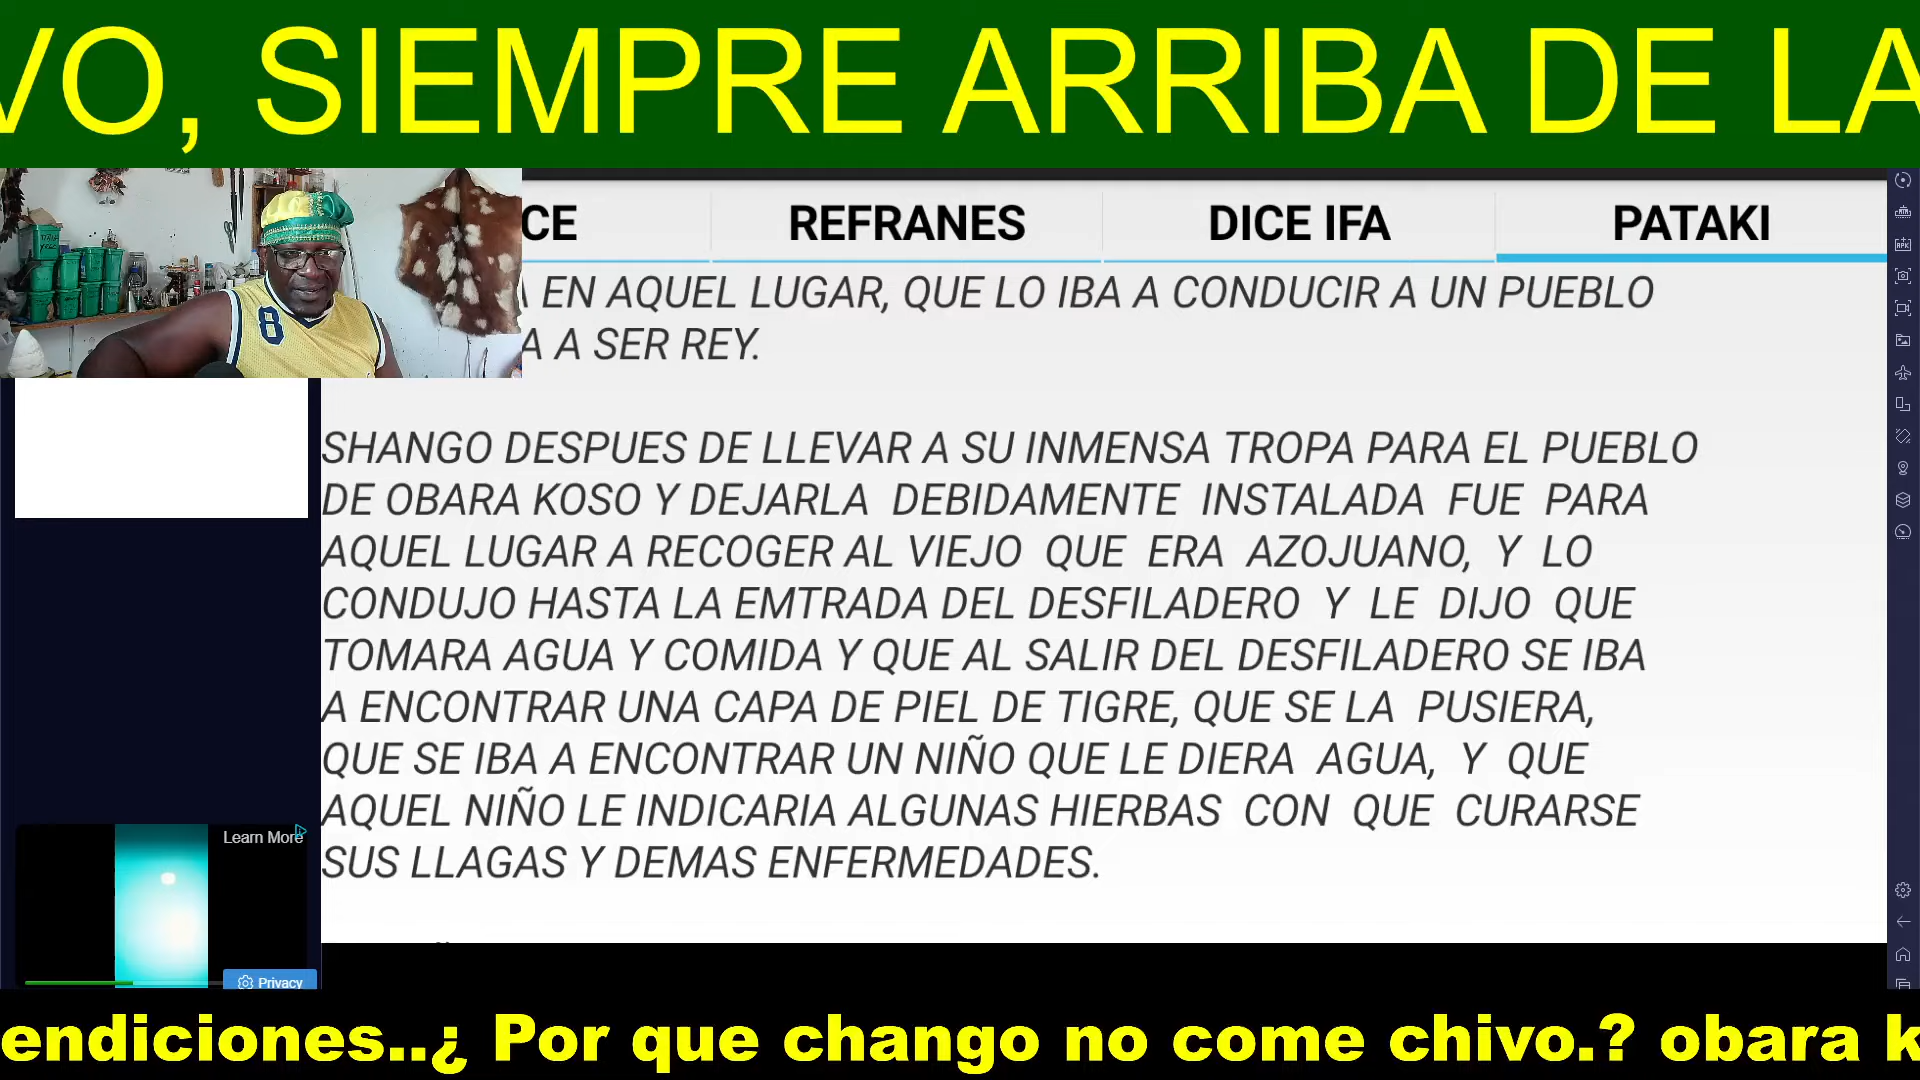 VO, SIEMPRE ARRIBA DE LA
CE
REFRANES
DICE IFA
PATAKI
8
EN AQUEL LUGAR, QUE LO IBA A CONDUCIR A UN PUEBLO
A A SER REY.
SHANGO DESPUES DE LLEVAR A SU INMENSA TROPA PARA EL PUEBLO
DE OBARA KOSO Y DEJARLA DEBIDAMENTE INSTALADA FUE PARA
AQUEL LUGAR A RECOGER AL VIEJO QUE ERA AZOJUANO, Y LO
CONDUJO HASTA LA EMTRADA DEL DESFILADERO Y LE DIJO QUE
TOMARA AGUA Y COMIDA Y QUE AL SALIR DEL DESFILADERO SE IBA
A ENCONTRAR UNA CAPA DE PIEL DE TIGRE, QUE SE LA PUSIERA,
QUE SE IBA A ENCONTRAR UN NIÑO QUE LE DIERA AGUA, Y QUE
AQUEL NIÑO LE INDICARIA ALGUNAS HIERBAS CON QUE CURARSE
SUS LLAGAS Y DEMAS ENFERMEDADES.
Learn More
Privacy
endiciones..¿ Por que chango no come chivo.? obara k